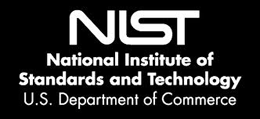 NIST
National Institute of
Standards and Technology
U.S. Department of Commerce